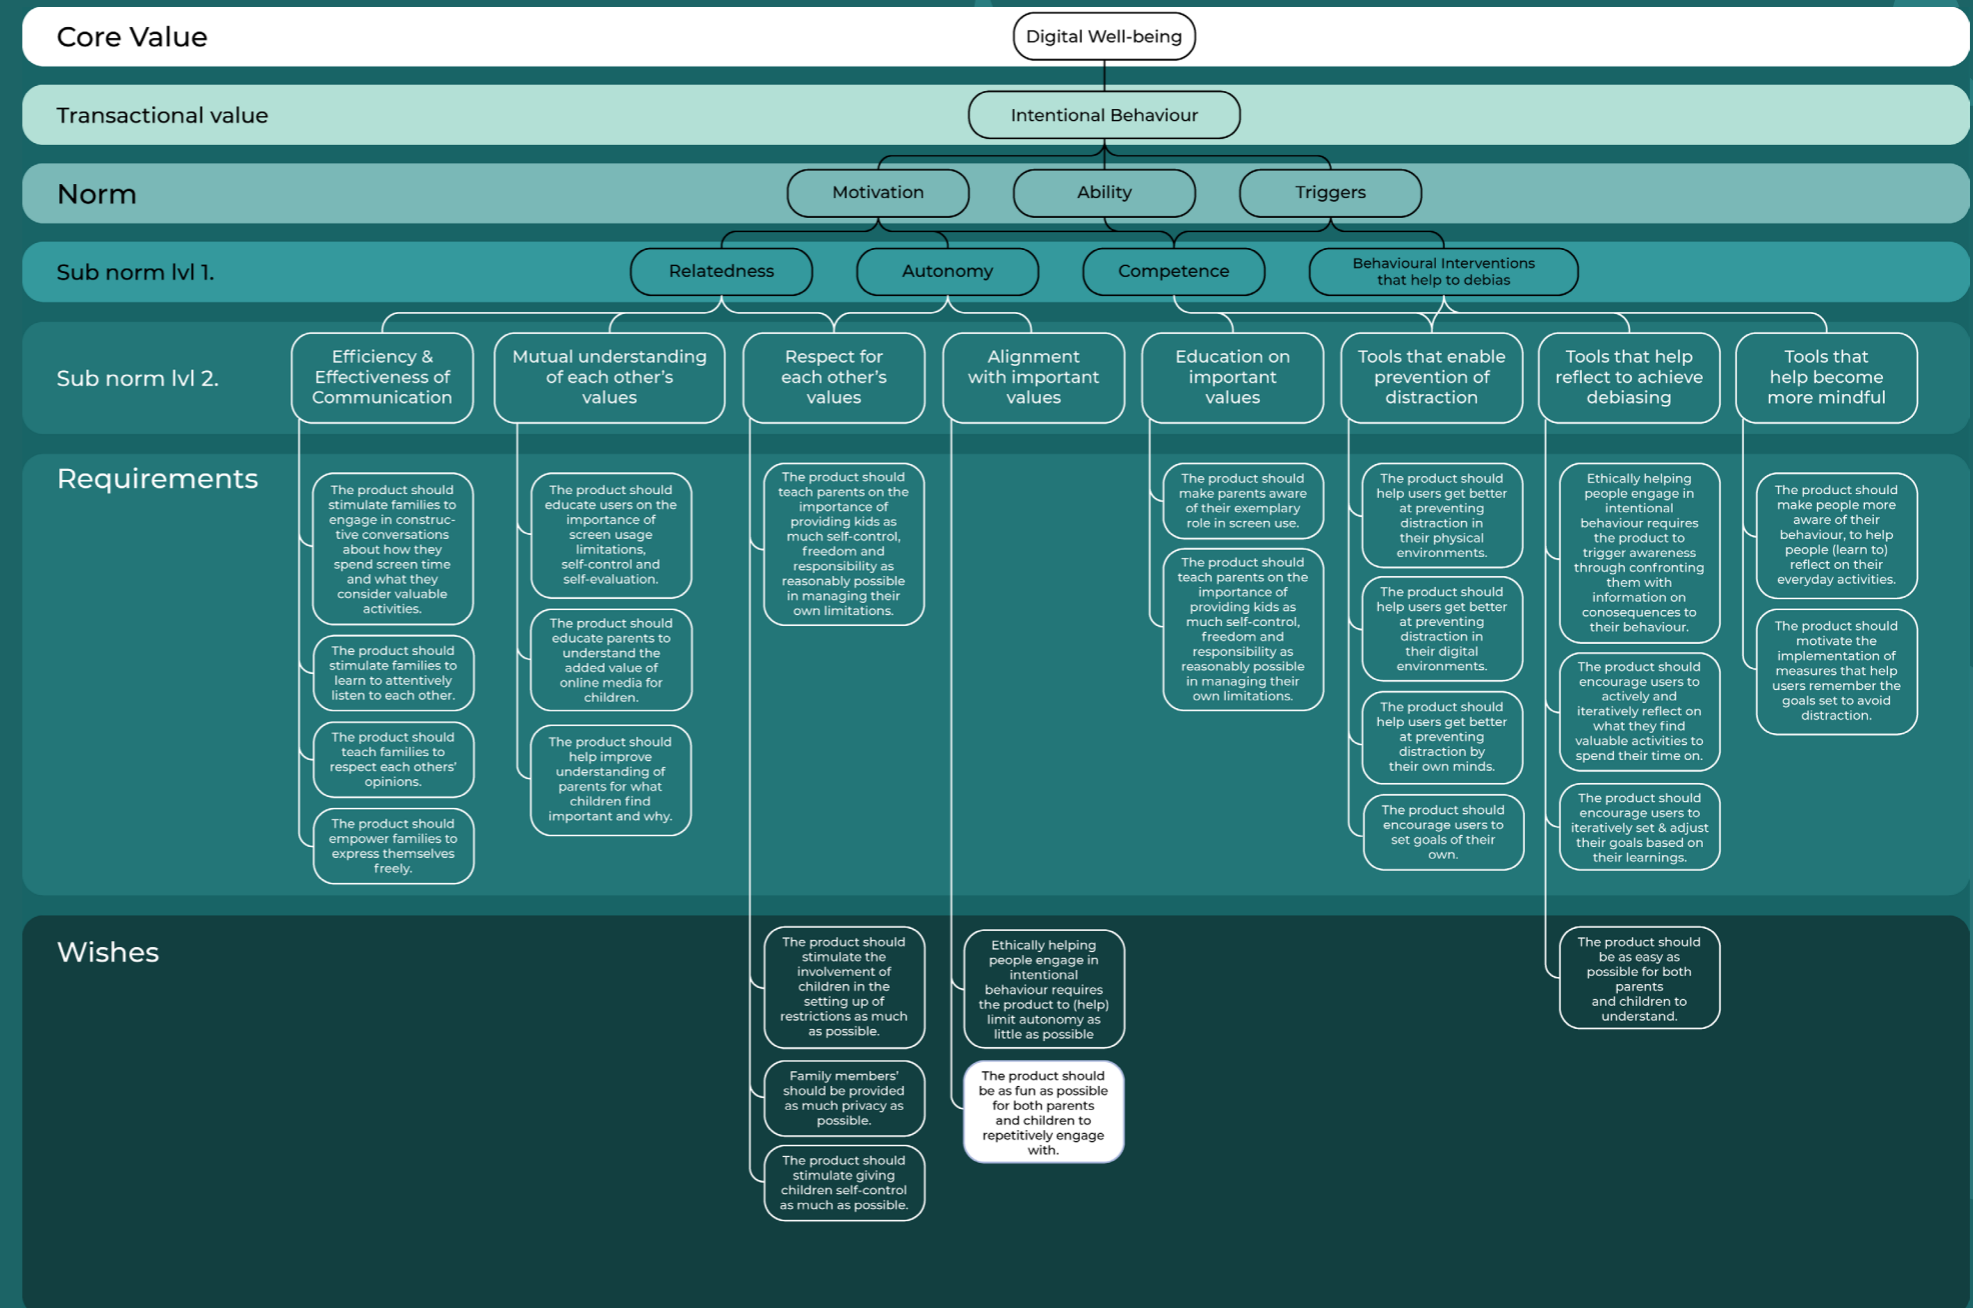 Core Value
Digital Well-being
Transactional value
Intentional Behaviour
Norm
Motivation
Ability
Triggers
Sub norm lvl 1.
Relatedness
Autonomy
Competence
Behavioural Interventions
that help to debias
Sub norm lvl 2.
Efficiency &
Effectiveness of
Communication
Mutual understanding
of each other's
values
Respect for
each other's
values
Alignment
with important
values
Education on
important
values
Tools that enable
prevention of
distraction
Tools that help
reflect to achieve
debiasing
Tools that
help become
more mindful
Requirements
The product should
stimulate families to
engage in construc-
tive conversations
about how they
spend screen time
and what they
consider valuable
activities.
The product should
stimulate families to
learn to attentively
listen to each other.
The product should
teach families to
respect each others'
opinions.
The product should
empower families to
express themselves
freely.
The product should
educate users on the
importance of
screen usage
limitations,
self-control and
self-evaluation.
The product should
educate parents to
understand the
added value of
online media for
children.
The product should
help improve
understanding of
parents for what
children find
important and why.
The product should
teach parents on the
importance of
providing kids as
much self-control,
freedom and
responsibility as
reasonably possible
in managing their
own limitations.
The product should
make parents aware
of their exemplary
role in screen use.
The product should
teach parents on the
importance of
providing kids as
much self-control,
freedom and
responsibility as
reasonably possible
in managing their
own limitations.
The product should
help users get better
at preventing
distraction in
their physical
environments.
The product should
help users get better
at preventing
distraction in
their digital
environments.
The product should
help users get better
at preventing
distraction by
their own minds.
The product should
encourage users to
set goals of their
own.
Ethically helping
people engage in
intentional
behaviour requires
the product to
trigger awareness
through confronting
them with
information on
conosequences to
their behaviour.
The product should
encourage users to
actively and
iteratively reflect on
what they find
valuable activities to
spend their time on.
The product should
encourage users to
iteratively set & adjust
their goals based on
their learnings.
The product should
make people more
aware of their
behaviour, to help
people (learn to)
reflect on their
everyday activities.
The product should
motivate the
implementation of
measures that help
users remember the
goals set to avoid
distraction.
Wishes
The product should
stimulate the
involvement of
children in the
setting up of
restrictions as much
as possible.
Family members'
should be provided
as much privacy as
possible.
The product should
stimulate giving
children self-control
as much as possible.
Ethically helping
people engage in
intentional
behaviour requires
the product to (help)
limit autonomy as
little as possible
The product should
be as fun as possible
for both parents
and children to
repetitively engage
with.
The product should
be as easy as
possible for both
parents
and children to
understand.